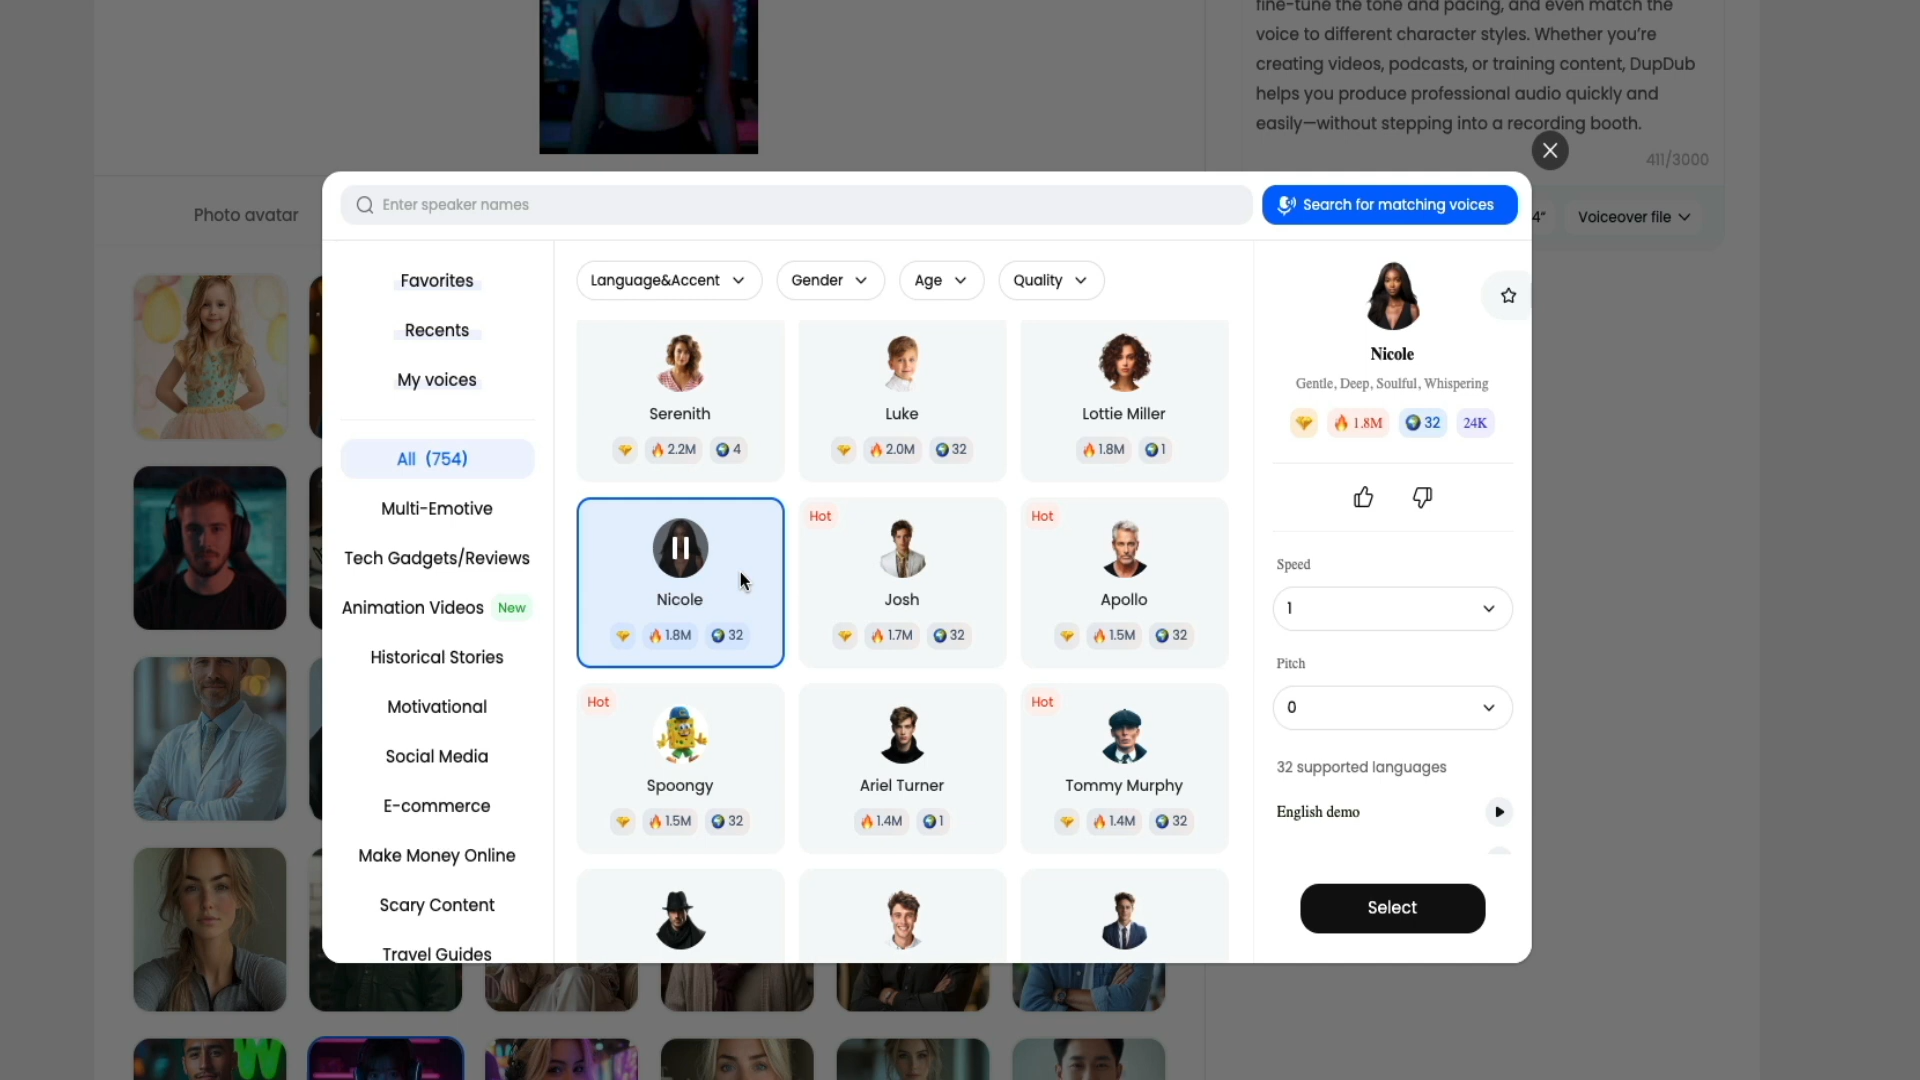 fine-tune the tone and pacing, and even match the
voice to different character styles. Whether you're
creating videos, podcasts, or training content, DupDub
helps you produce professional audio quickly and
easily—without stepping into a recording booth.
411/3000
Photo avatar
4"
Voiceover file
Enter speaker names
Search for matching voices
Favorites
Recents
My voices
All (754)
Multi-Emotive
Tech Gadgets/Reviews
Animation Videos New
Historical Stories
Motivational
Social Media
E-commerce
Make Money Online
Scary Content
Travel Guides
Language&Accent
Gender
Age
Quality
Serenith
2.2M 4
Luke
2.0M 32
Lottie Miller
1.8M 1
Nicole
1.8M 32
Hot
Josh
1.7M 32
Hot
Apollo
1.5M 32
Hot
Spoongy
1.5M 32
Ariel Turner
1.4M 1
Hot
Tommy Murphy
1.4M 32
Nicole
Gentle, Deep, Soulful, Whispering
1.8M 32 24K
Speed
1
Pitch
0
32 supported languages
English demo
Select